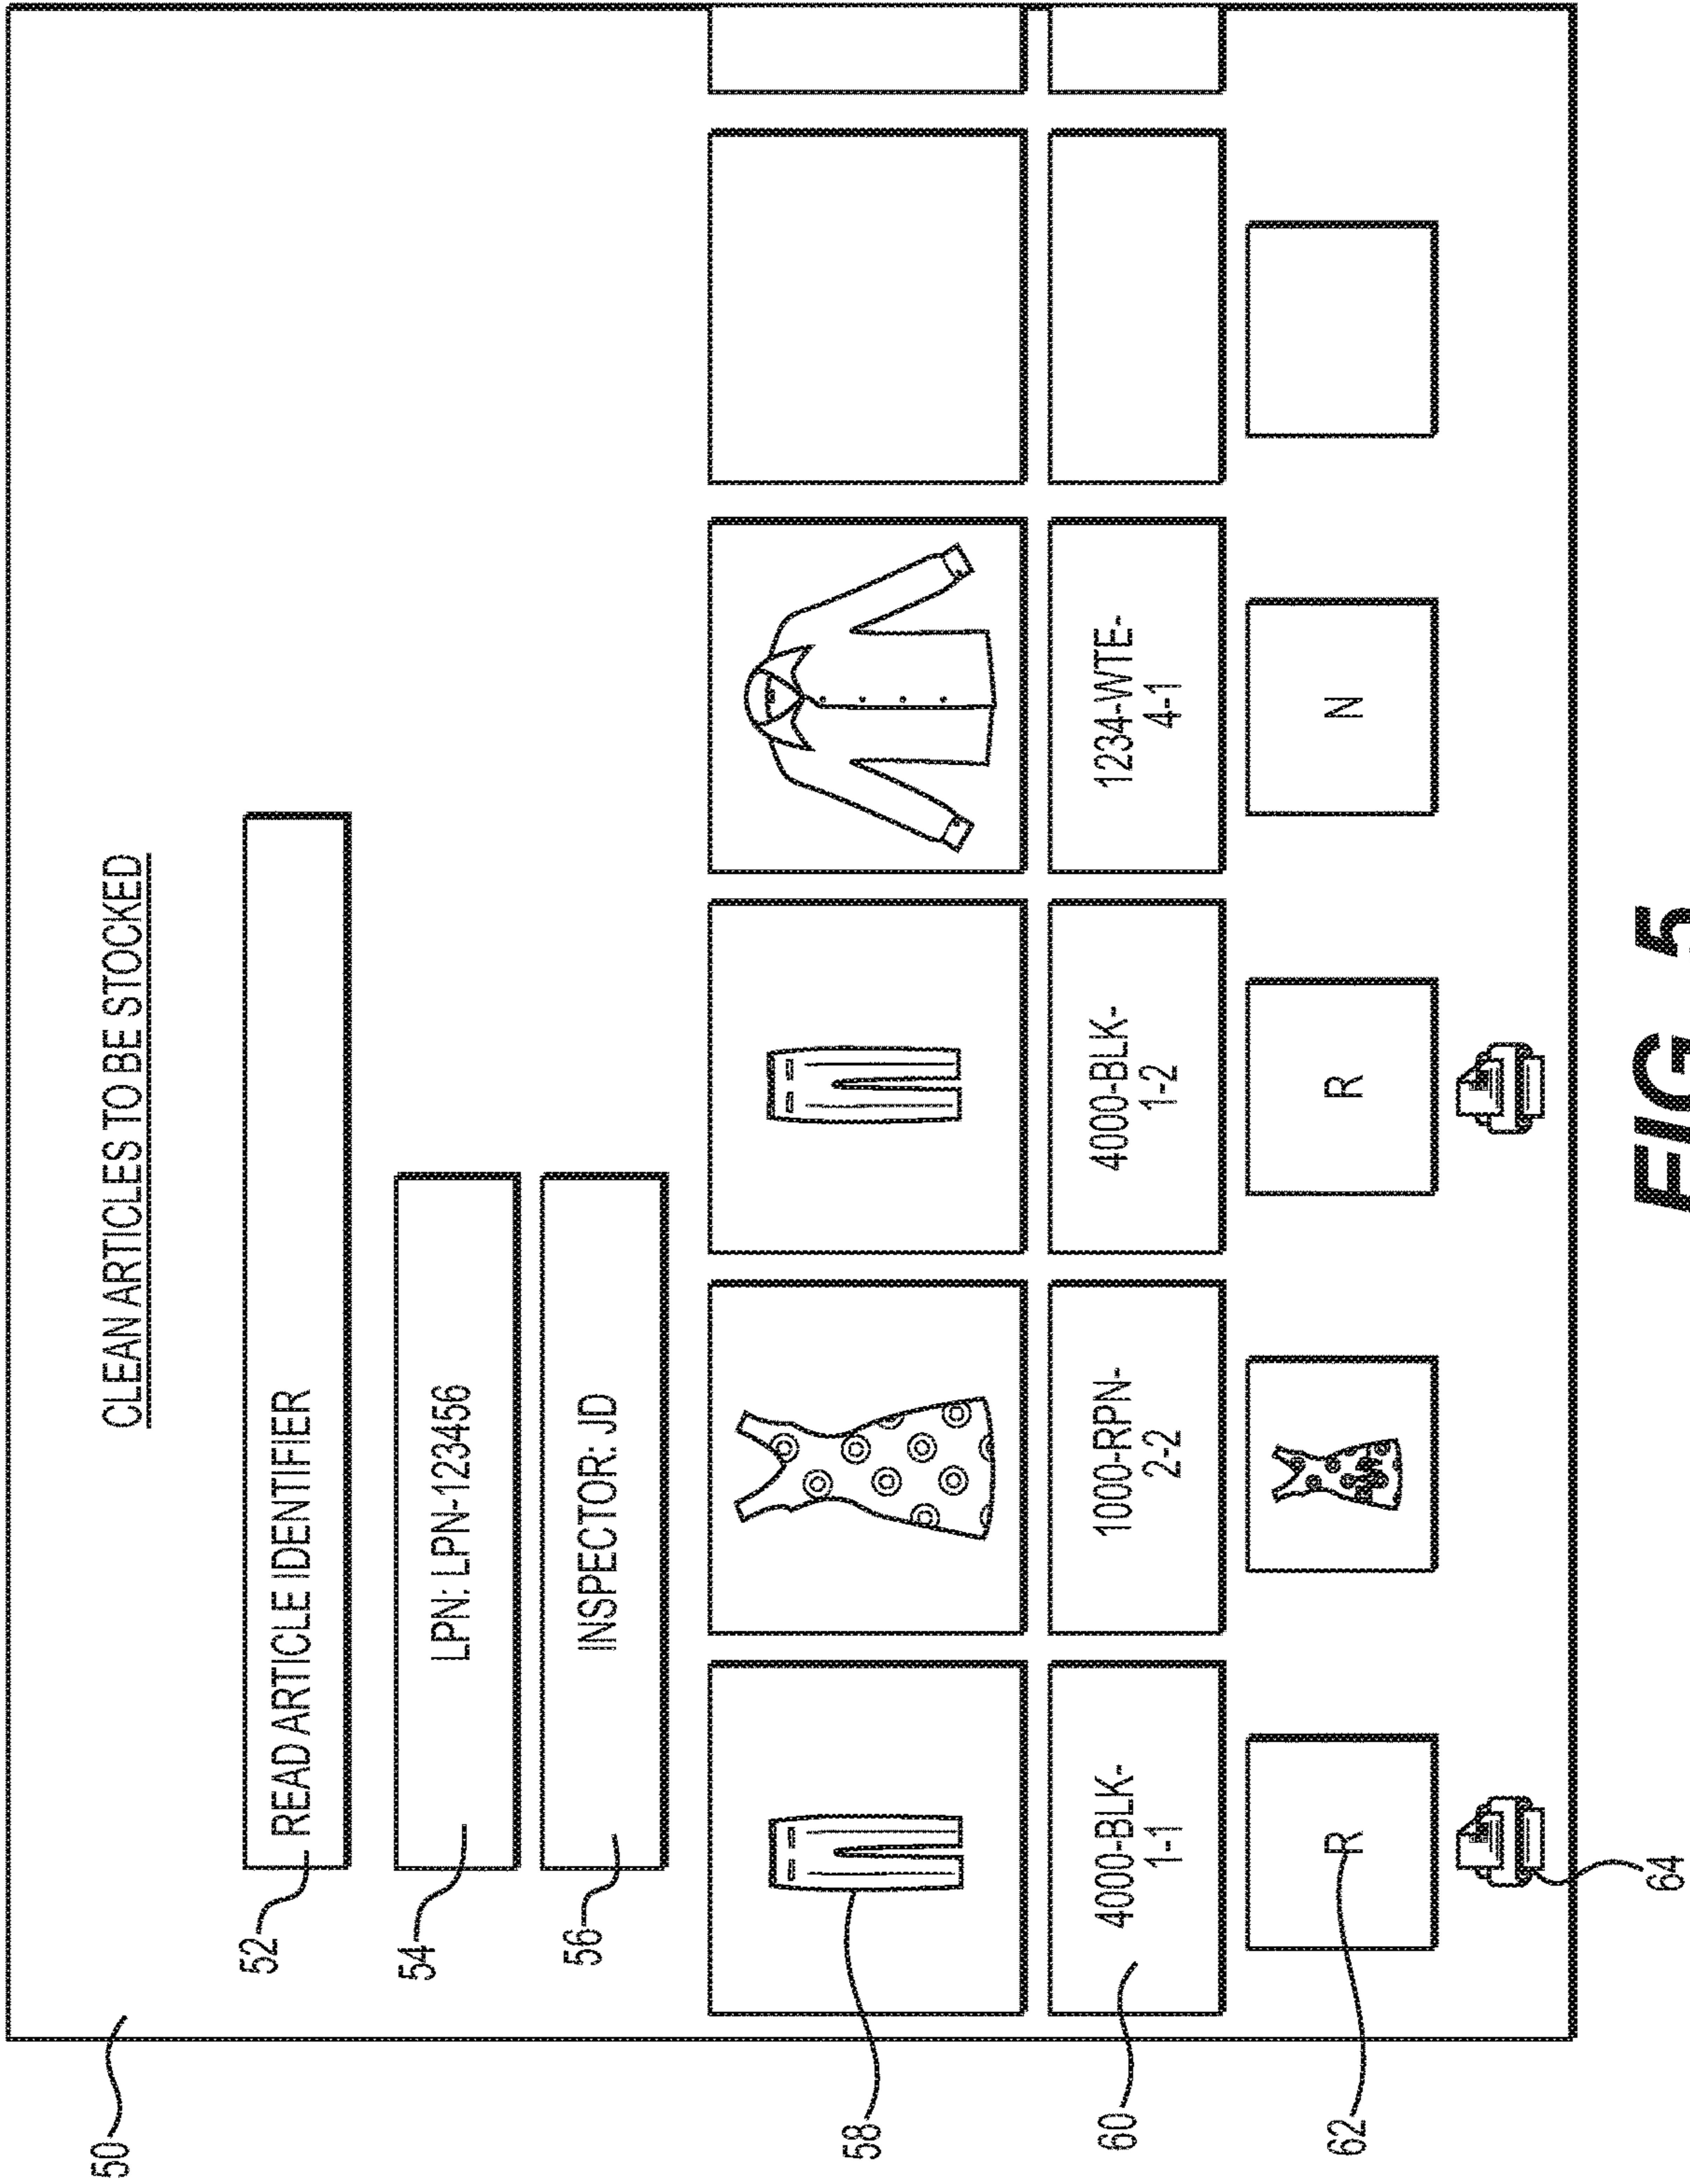 CLEAN ARTICLES TO BE STOCKED
50
52
READ ARTICLE IDENTIFIER
54
LPN: LPN-123456
56
INSPECTOR: JD
58
60
4000-BLK-
1-1
1000-RPN-
2-2
4000-BLK-
1-2
1234-WTE-
4-1
62
R
R
N
64
FIG. 5